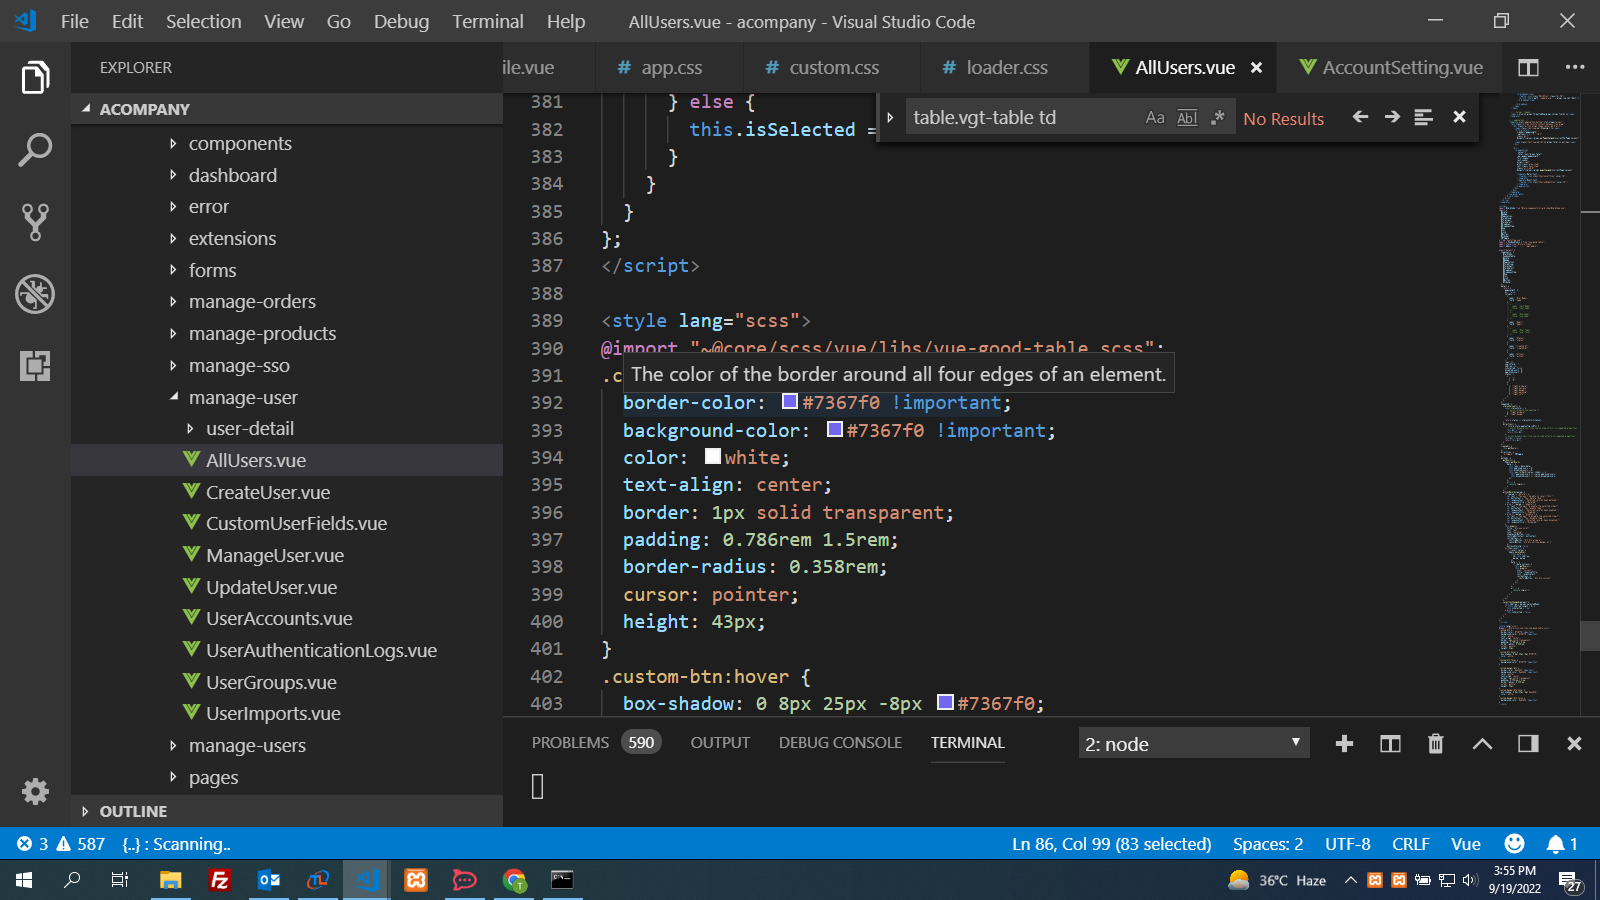 File Edit Selection View Go Debug Terminal Help AllUsers.vue - acompany - Visual Studio Code
EXPLORER
ile.vue # app.css # custom.css # loader.css AllUsers.vue × AccountSetting.vue
ACOMPANY
components
dashboard
error
extensions
forms
manage-orders
manage-products
manage-sso
manage-user
user-detail
AllUsers.vue
CreateUser.vue
CustomUserFields.vue
ManageUser.vue
UpdateUser.vue
UserAccounts.vue
UserAuthenticationLogs.vue
UserGroups.vue
UserImports.vue
manage-users
pages
OUTLINE
table.vgt-table td Aa Abl .* No Results
381 } else {
382 this.isSelected =
383 }
384 }
385 }
386 };
387 </script>
388
389 <style lang="scss">
390 @import "~@core/scss/vue/libs/vue-good-table.scss";
391 .c
The color of the border around all four edges of an element.
392 border-color: #7367f0 !important;
393 background-color: #7367f0 !important;
394 color: white;
395 text-align: center;
396 border: 1px solid transparent;
397 padding: 0.786rem 1.5rem;
398 border-radius: 0.358rem;
399 cursor: pointer;
400 height: 43px;
401 }
402 .custom-btn:hover {
403 box-shadow: 0 8px 25px -8px #7367f0;
PROBLEMS 590 OUTPUT DEBUG CONSOLE TERMINAL 2: node
3 587 {..} : Scanning.. Ln 86, Col 99 (83 selected) Spaces: 2 UTF-8 CRLF Vue 1
36°C Haze 3:55 PM
9/19/2022
27